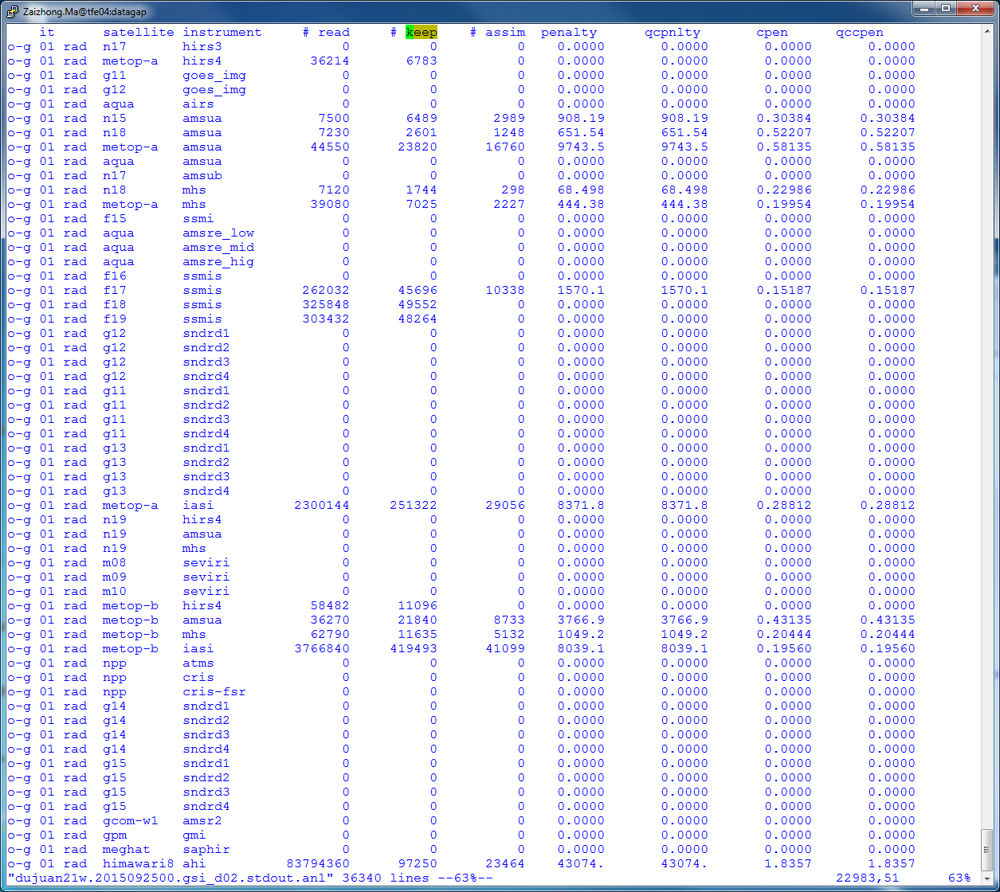 Zaizhong.Ma@tfe04:datagap
it satellite instrument # read # keep # assim penalty qcpnlty cpen qccpen
o-g 01 rad n17 hirs3 0 0 0 0.0000 0.0000 0.0000 0.0000
o-g 01 rad metop-a hirs4 36214 6783 0 0.0000 0.0000 0.0000 0.0000
o-g 01 rad g11 goes_img 0 0 0 0.0000 0.0000 0.0000 0.0000
o-g 01 rad g12 goes_img 0 0 0 0.0000 0.0000 0.0000 0.0000
o-g 01 rad aqua airs 0 0 0 0.0000 0.0000 0.0000 0.0000
o-g 01 rad n15 amsua 7500 6489 2989 908.19 908.19 0.30384 0.30384
o-g 01 rad n18 amsua 7230 2601 1248 651.54 651.54 0.52207 0.52207
o-g 01 rad metop-a amsua 44550 23820 16760 9743.5 9743.5 0.58135 0.58135
o-g 01 rad aqua amsua 0 0 0 0.0000 0.0000 0.0000 0.0000
o-g 01 rad n17 amsub 0 0 0 0.0000 0.0000 0.0000 0.0000
o-g 01 rad n18 mhs 7120 1744 298 68.498 68.498 0.22986 0.22986
o-g 01 rad metop-a mhs 39080 7025 2227 444.38 444.38 0.19954 0.19954
o-g 01 rad f15 ssmi 0 0 0 0.0000 0.0000 0.0000 0.0000
o-g 01 rad aqua amsre_low 0 0 0 0.0000 0.0000 0.0000 0.0000
o-g 01 rad aqua amsre_mid 0 0 0 0.0000 0.0000 0.0000 0.0000
o-g 01 rad aqua amsre_hig 0 0 0 0.0000 0.0000 0.0000 0.0000
o-g 01 rad f16 ssmis 0 0 0 0.0000 0.0000 0.0000 0.0000
o-g 01 rad f17 ssmis 262032 45696 10338 1570.1 1570.1 0.15187 0.15187
o-g 01 rad f18 ssmis 325848 49552 0 0.0000 0.0000 0.0000 0.0000
o-g 01 rad f19 ssmis 303432 48264 0 0.0000 0.0000 0.0000 0.0000
o-g 01 rad g12 sndrd1 0 0 0 0.0000 0.0000 0.0000 0.0000
o-g 01 rad g12 sndrd2 0 0 0 0.0000 0.0000 0.0000 0.0000
o-g 01 rad g12 sndrd3 0 0 0 0.0000 0.0000 0.0000 0.0000
o-g 01 rad g12 sndrd4 0 0 0 0.0000 0.0000 0.0000 0.0000
o-g 01 rad g11 sndrd1 0 0 0 0.0000 0.0000 0.0000 0.0000
o-g 01 rad g11 sndrd2 0 0 0 0.0000 0.0000 0.0000 0.0000
o-g 01 rad g11 sndrd3 0 0 0 0.0000 0.0000 0.0000 0.0000
o-g 01 rad g11 sndrd4 0 0 0 0.0000 0.0000 0.0000 0.0000
o-g 01 rad g13 sndrd1 0 0 0 0.0000 0.0000 0.0000 0.0000
o-g 01 rad g13 sndrd2 0 0 0 0.0000 0.0000 0.0000 0.0000
o-g 01 rad g13 sndrd3 0 0 0 0.0000 0.0000 0.0000 0.0000
o-g 01 rad g13 sndrd4 0 0 0 0.0000 0.0000 0.0000 0.0000
o-g 01 rad metop-a iasi 2300144 251322 29056 8371.8 8371.8 0.28812 0.28812
o-g 01 rad n19 hirs4 0 0 0 0.0000 0.0000 0.0000 0.0000
o-g 01 rad n19 amsua 0 0 0 0.0000 0.0000 0.0000 0.0000
o-g 01 rad n19 mhs 0 0 0 0.0000 0.0000 0.0000 0.0000
o-g 01 rad m08 seviri 0 0 0 0.0000 0.0000 0.0000 0.0000
o-g 01 rad m09 seviri 0 0 0 0.0000 0.0000 0.0000 0.0000
o-g 01 rad m10 seviri 0 0 0 0.0000 0.0000 0.0000 0.0000
o-g 01 rad metop-b hirs4 58482 11096 0 0.0000 0.0000 0.0000 0.0000
o-g 01 rad metop-b amsua 36270 21840 8733 3766.9 3766.9 0.43135 0.43135
o-g 01 rad metop-b mhs 62790 11635 5132 1049.2 1049.2 0.20444 0.20444
o-g 01 rad metop-b iasi 3766840 419493 41099 8039.1 8039.1 0.19560 0.19560
o-g 01 rad npp atms 0 0 0 0.0000 0.0000 0.0000 0.0000
o-g 01 rad npp cris 0 0 0 0.0000 0.0000 0.0000 0.0000
o-g 01 rad npp cris-fsr 0 0 0 0.0000 0.0000 0.0000 0.0000
o-g 01 rad g14 sndrd1 0 0 0 0.0000 0.0000 0.0000 0.0000
o-g 01 rad g14 sndrd2 0 0 0 0.0000 0.0000 0.0000 0.0000
o-g 01 rad g14 sndrd3 0 0 0 0.0000 0.0000 0.0000 0.0000
o-g 01 rad g14 sndrd4 0 0 0 0.0000 0.0000 0.0000 0.0000
o-g 01 rad g15 sndrd1 0 0 0 0.0000 0.0000 0.0000 0.0000
o-g 01 rad g15 sndrd2 0 0 0 0.0000 0.0000 0.0000 0.0000
o-g 01 rad g15 sndrd3 0 0 0 0.0000 0.0000 0.0000 0.0000
o-g 01 rad g15 sndrd4 0 0 0 0.0000 0.0000 0.0000 0.0000
o-g 01 rad gcom-w1 amsr2 0 0 0 0.0000 0.0000 0.0000 0.0000
o-g 01 rad gpm gmi 0 0 0 0.0000 0.0000 0.0000 0.0000
o-g 01 rad meghat saphir 0 0 0 0.0000 0.0000 0.0000 0.0000
o-g 01 rad himawari8 ahi 83794360 97250 23464 43074. 43074. 1.8357 1.8357
"dujuan21w.2015092500.gsi_d02.stdout.anl" 36340 lines --63%-- 22983,51 63%